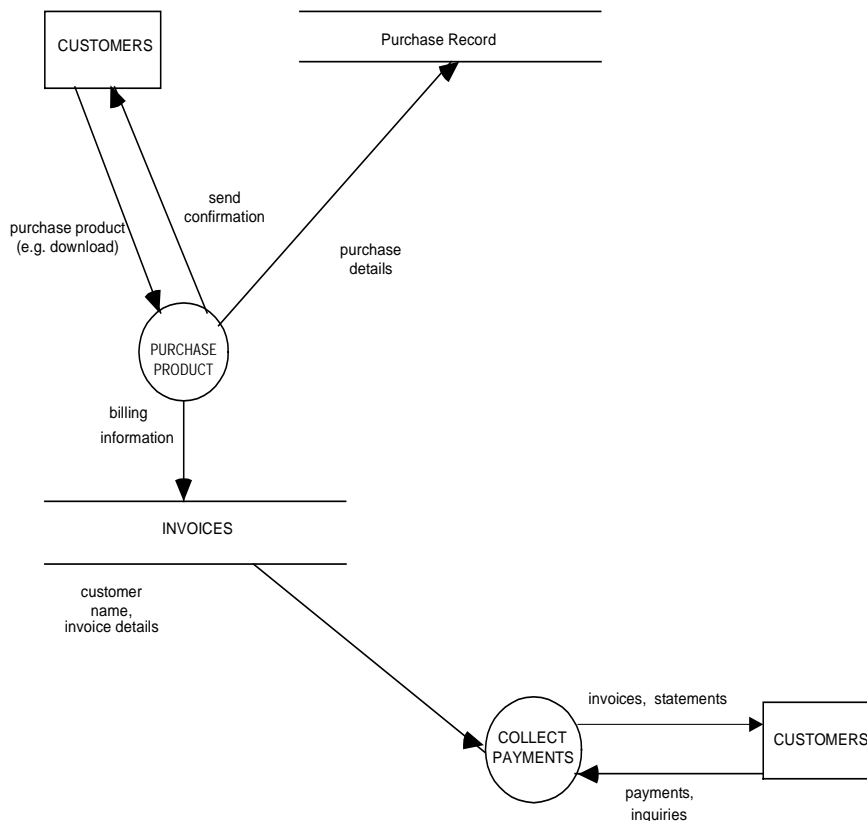 CUSTOMERS
Purchase Record
send
confirmation
purchase product
(e.g. download)
purchase
details
PURCHASE
PRODUCT
billing
information
INVOICES
customer
name,
invoice details
invoices, statements
COLLECT
PAYMENTS
CUSTOMERS
payments,
inquiries